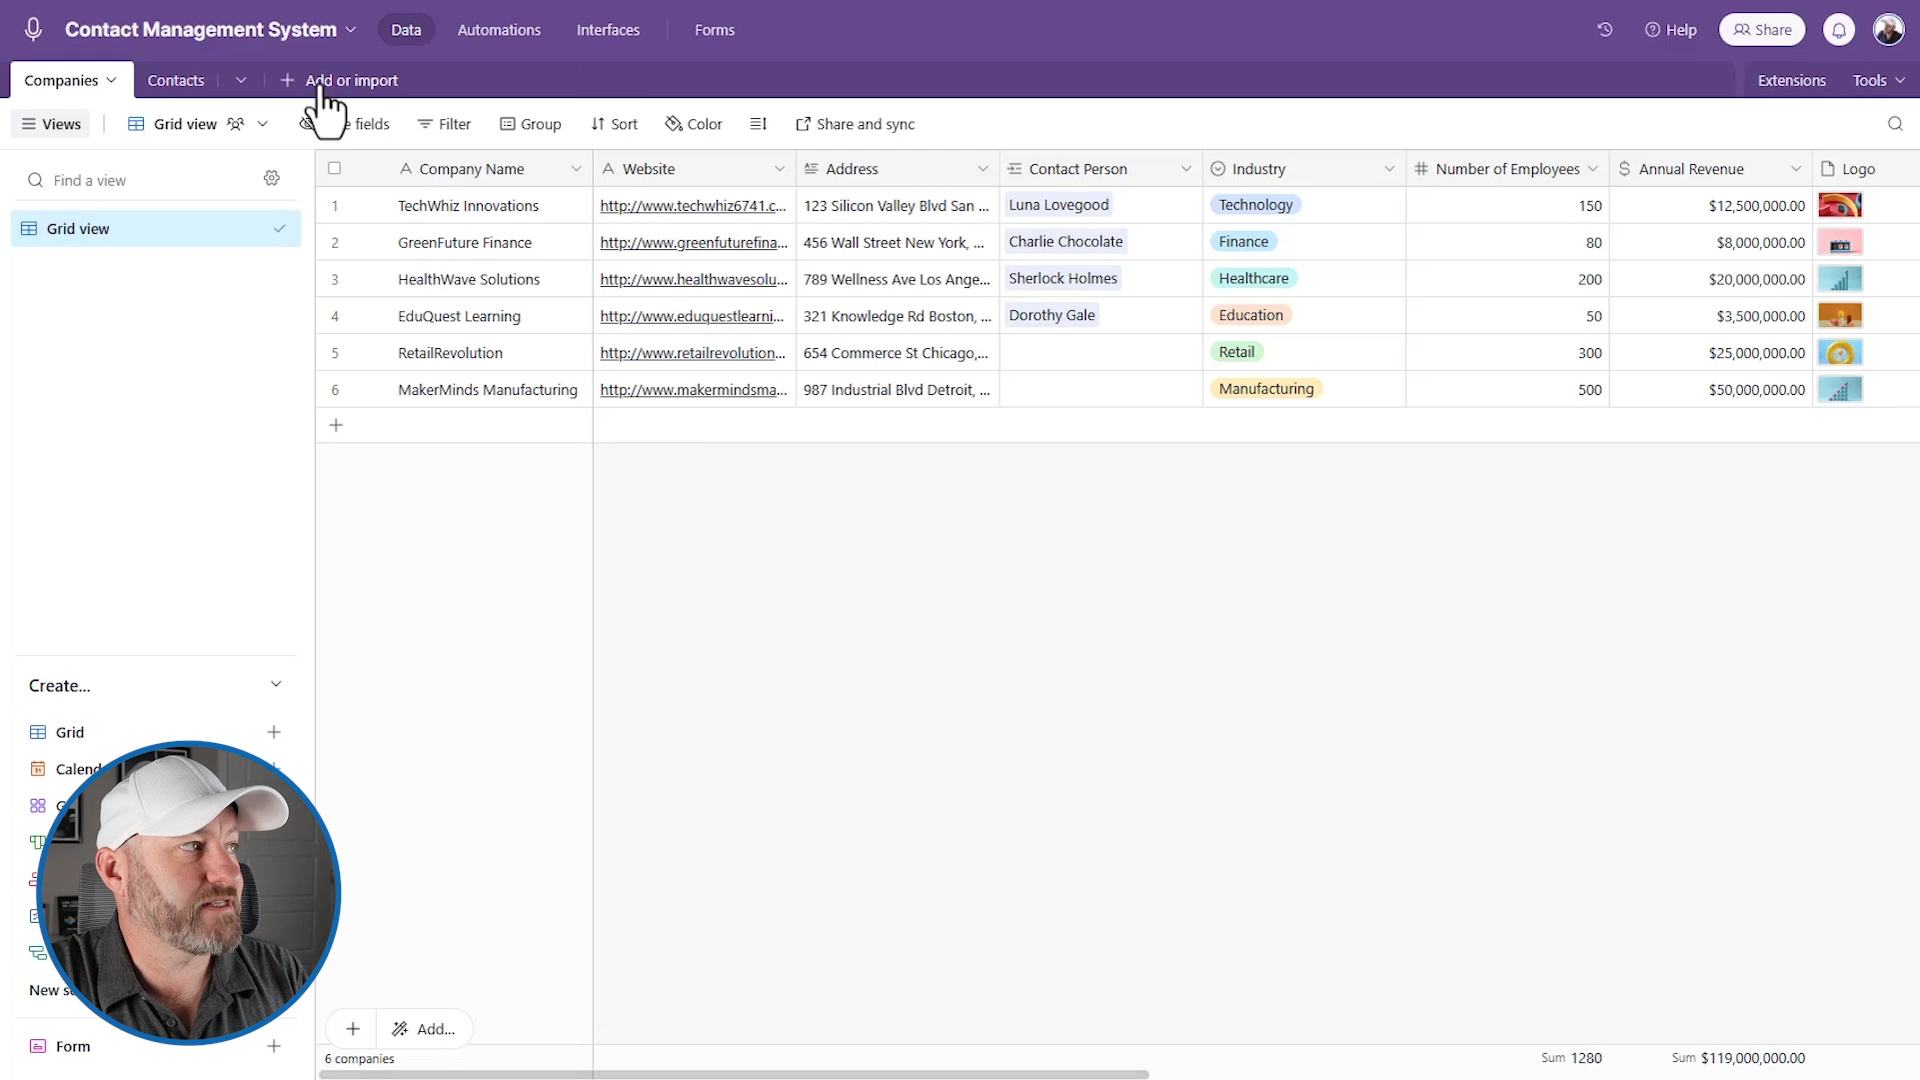 Contact Management System
Data
Automations
Interfaces
Forms
Help
Share
Companies
Contacts
Add or import
Extensions
Tools
Views
Grid view
fields
Filter
Group
Sort
Color
Share and sync
Find a view
Grid view
Company Name
Website
Address
Contact Person
Industry
Number of Employees
Annual Revenue
Logo
1 TechWhiz Innovations http://www.techwhiz6741.c... 123 Silicon Valley Blvd San ... Luna Lovegood Technology 150 $12,500,000.00
2 GreenFuture Finance http://www.greenfuturefina... 456 Wall Street New York, ... Charlie Chocolate Finance 80 $8,000,000.00
3 HealthWave Solutions http://www.healthwavesolu... 789 Wellness Ave Los Ange... Sherlock Holmes Healthcare 200 $20,000,000.00
4 EduQuest Learning http://www.eduquestlearni... 321 Knowledge Rd Boston, ... Dorothy Gale Education 50 $3,500,000.00
5 RetailRevolution http://www.retailrevolution... 654 Commerce St Chicago,... Retail 300 $25,000,000.00
6 MakerMinds Manufacturing http://www.makermindsma... 987 Industrial Blvd Detroit, ... Manufacturing 500 $50,000,000.00
Create...
Grid
Calend
New s
Form
Add...
6 companies
Sum 1280
Sum $119,000,000.00